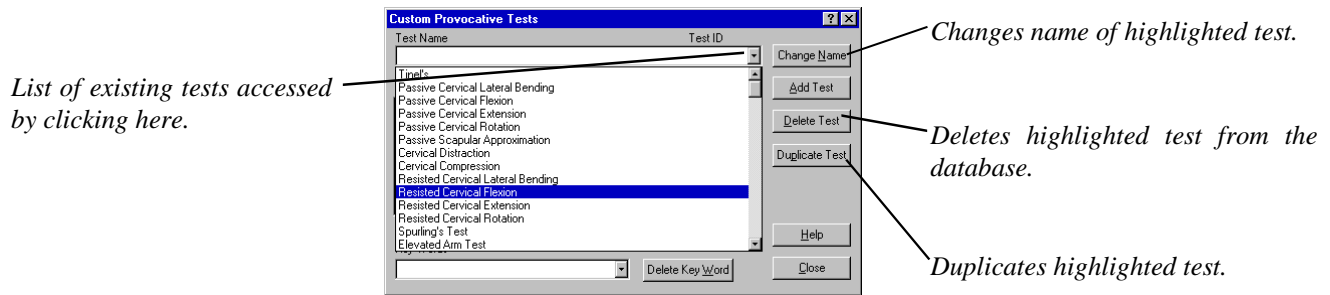 Custom Provocative Tests
Test Name Test ID
Tinel's
Passive Cervical Lateral Bending
Passive Cervical Flexion
Passive Cervical Extension
Passive Cervical Rotation
Passive Scapular Approximation
Cervical Distraction
Cervical Compression
Resisted Cervical Lateral Bending
Resisted Cervical Flexion
Resisted Cervical Extension
Resisted Cervical Rotation
Spurling's Test
Elevated Arm Test
Delete Key Word
Change Name
Add Test
Delete Test
Duplicate Test
Help
Close
List of existing tests accessed
by clicking here.
Changes name of highlighted test.
Deletes highlighted test from the
database.
Duplicates highlighted test.